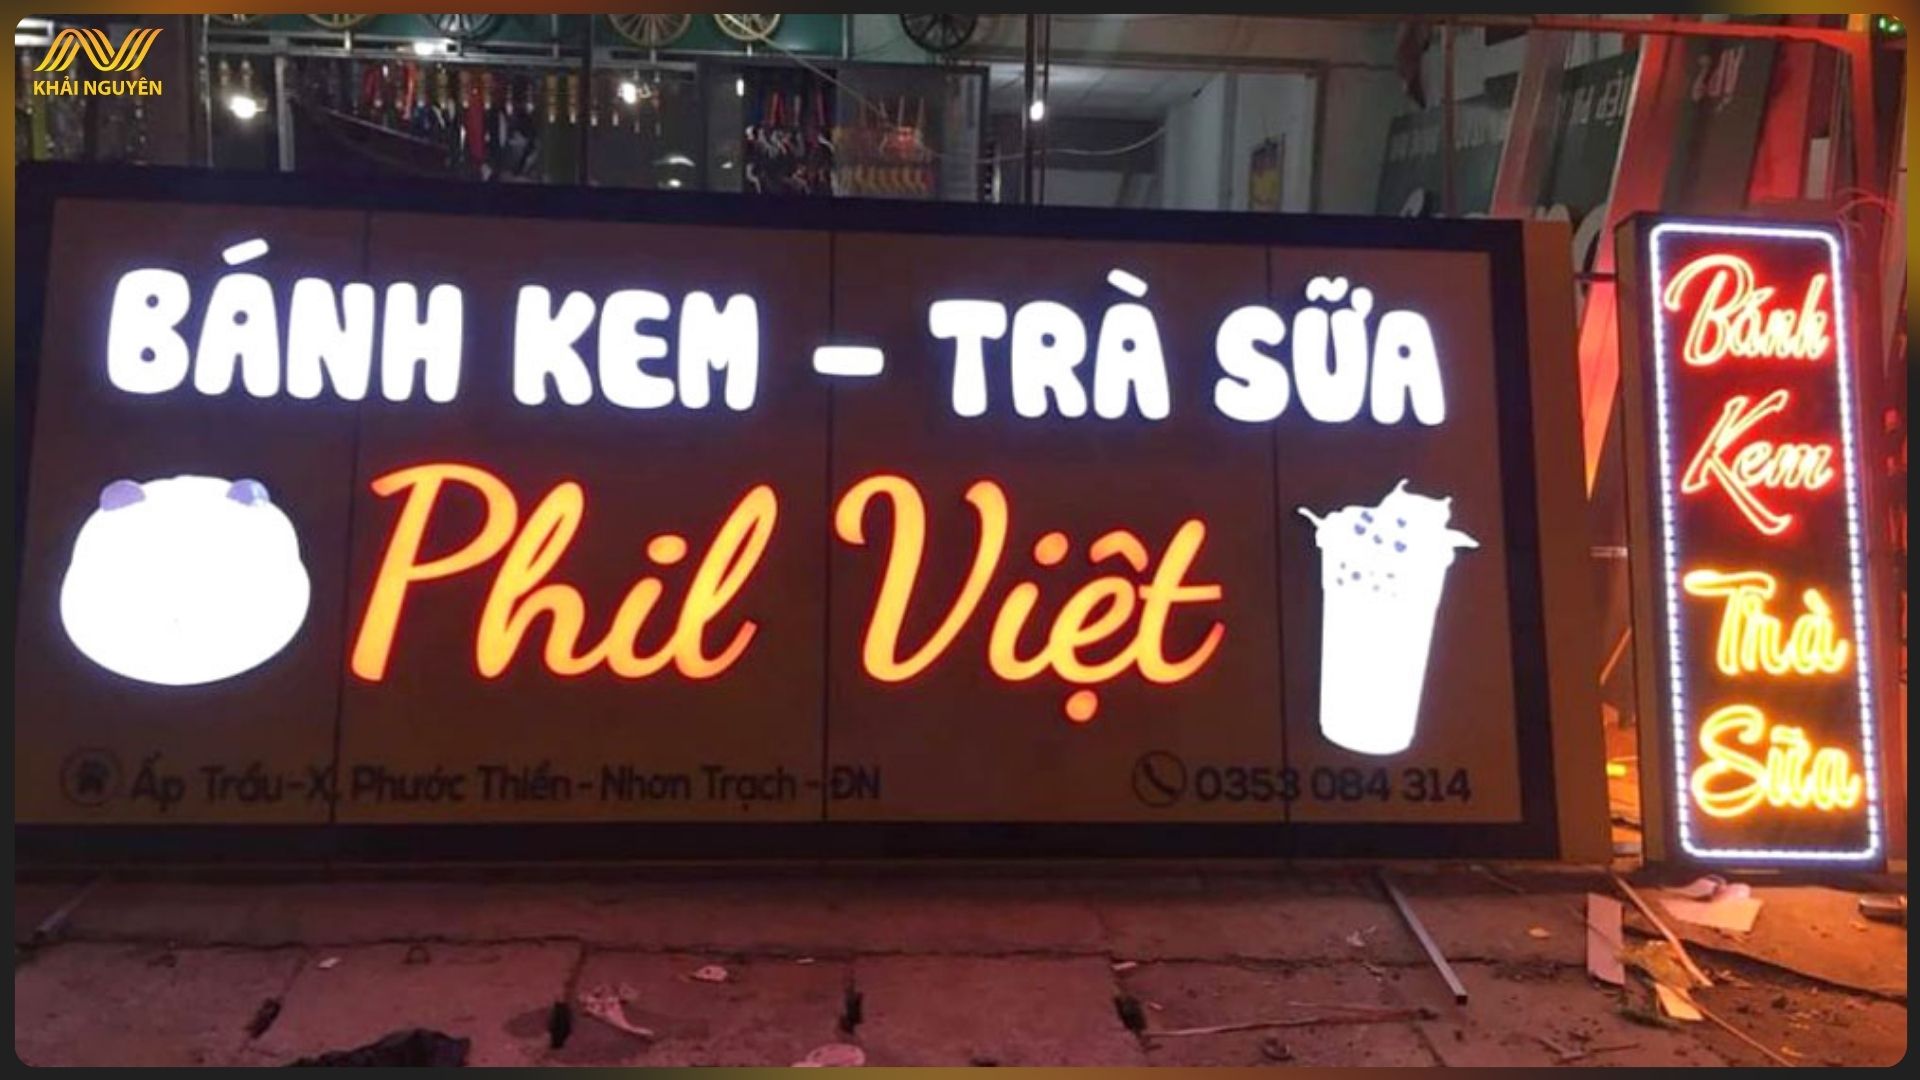 KHẢI NGUYÊN
BÁNH KEM - TRÀ SỮA
Phil Việt
Ấp Trầu-X. Phước Thiền-Nhơn Trạch-ĐN
0353 084 314
Bánh
Kem
Trà
Sữa